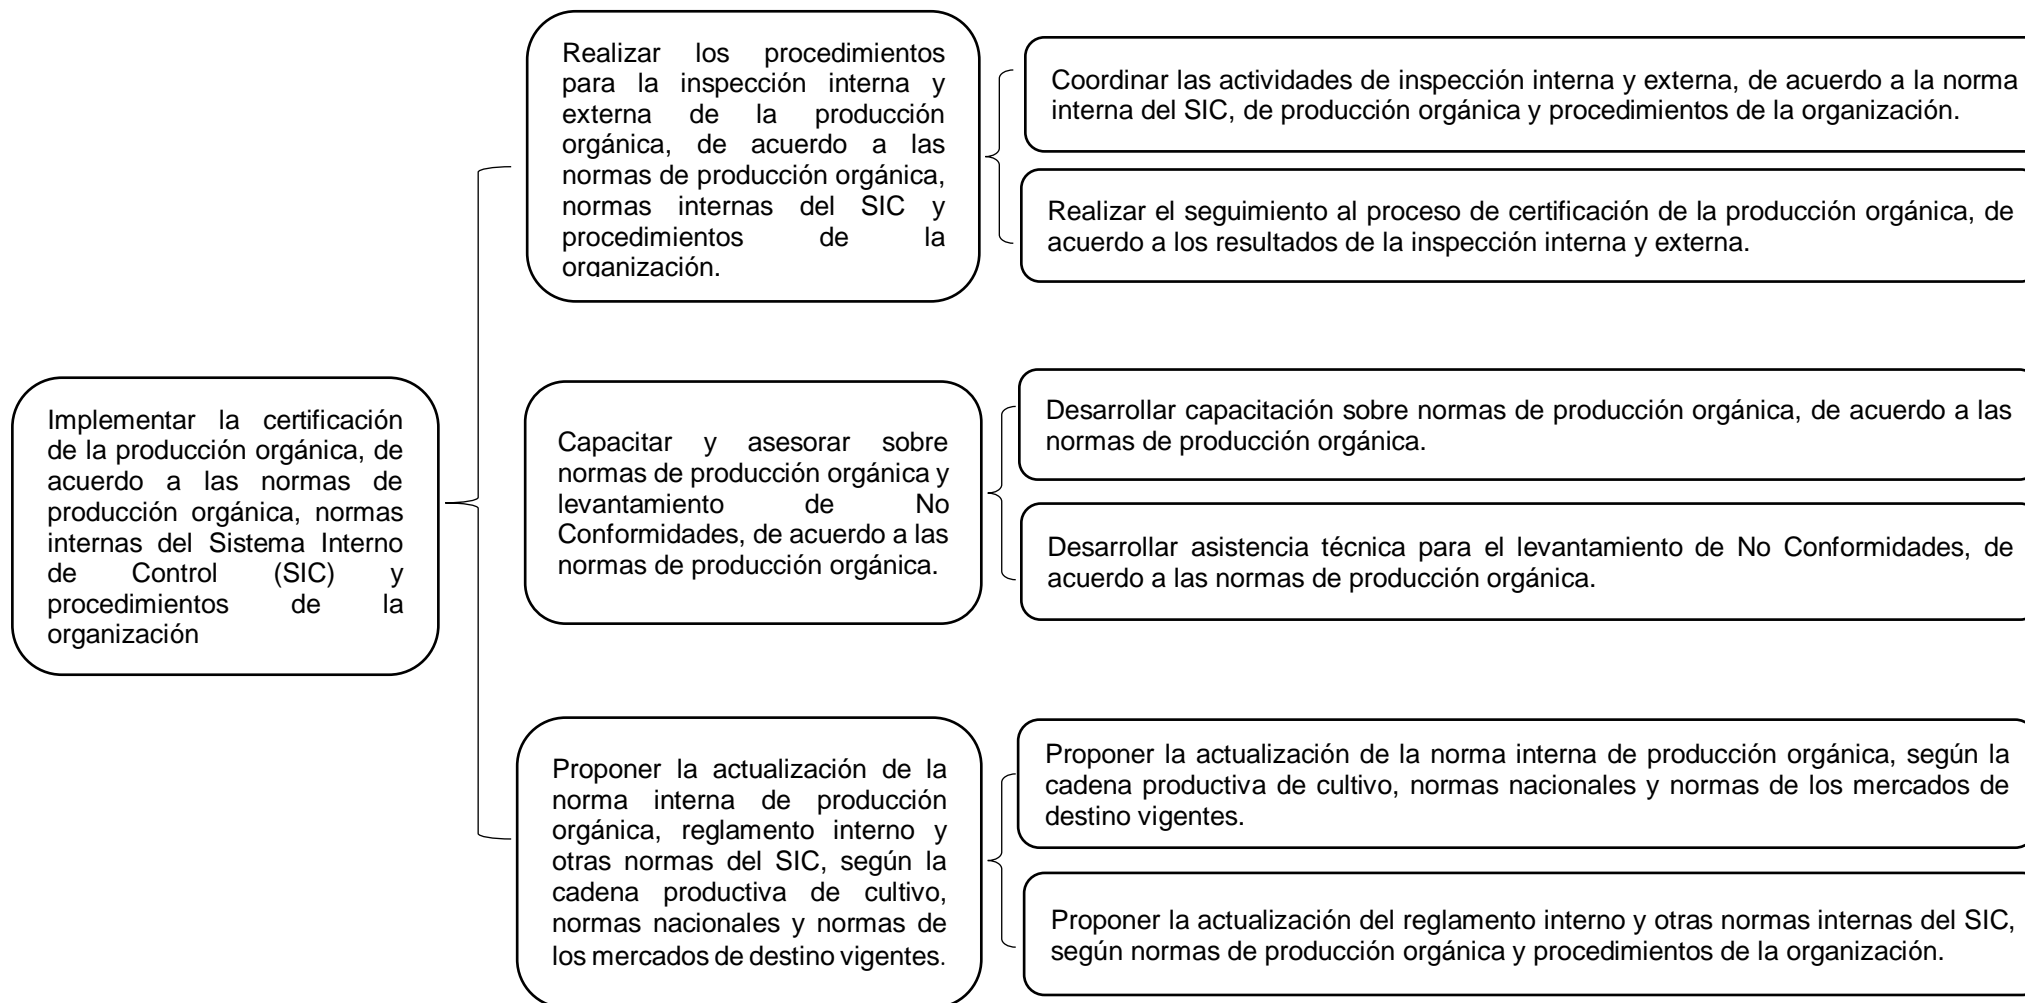 Implementar la certificación
de la producción orgánica, de
acuerdo a las normas de
producción orgánica, normas
internas del Sistema Interno
de Control (SIC) y
procedimientos de la
organización
Realizar los procedimientos
para la inspección interna y
externa de la producción
orgánica, de acuerdo a las
normas de producción orgánica,
normas internas del SIC y
procedimientos de la
organización.
Coordinar las actividades de inspección interna y externa, de acuerdo a la norma
interna del SIC, de producción orgánica y procedimientos de la organización.
Realizar el seguimiento al proceso de certificación de la producción orgánica, de
acuerdo a los resultados de la inspección interna y externa.
Capacitar y asesorar sobre
normas de producción orgánica y
levantamiento de No
Conformidades, de acuerdo a las
normas de producción orgánica.
Desarrollar capacitación sobre normas de producción orgánica, de acuerdo a las
normas de producción orgánica.
Desarrollar asistencia técnica para el levantamiento de No Conformidades, de
acuerdo a las normas de producción orgánica.
Proponer la actualización de la
norma interna de producción
orgánica, reglamento interno y
otras normas del SIC, según la
cadena productiva de cultivo,
normas nacionales y normas de
los mercados de destino vigentes.
Proponer la actualización de la norma interna de producción orgánica, según la
cadena productiva de cultivo, normas nacionales y normas de los mercados de
destino vigentes.
Proponer la actualización del reglamento interno y otras normas internas del SIC,
según normas de producción orgánica y procedimientos de la organización.